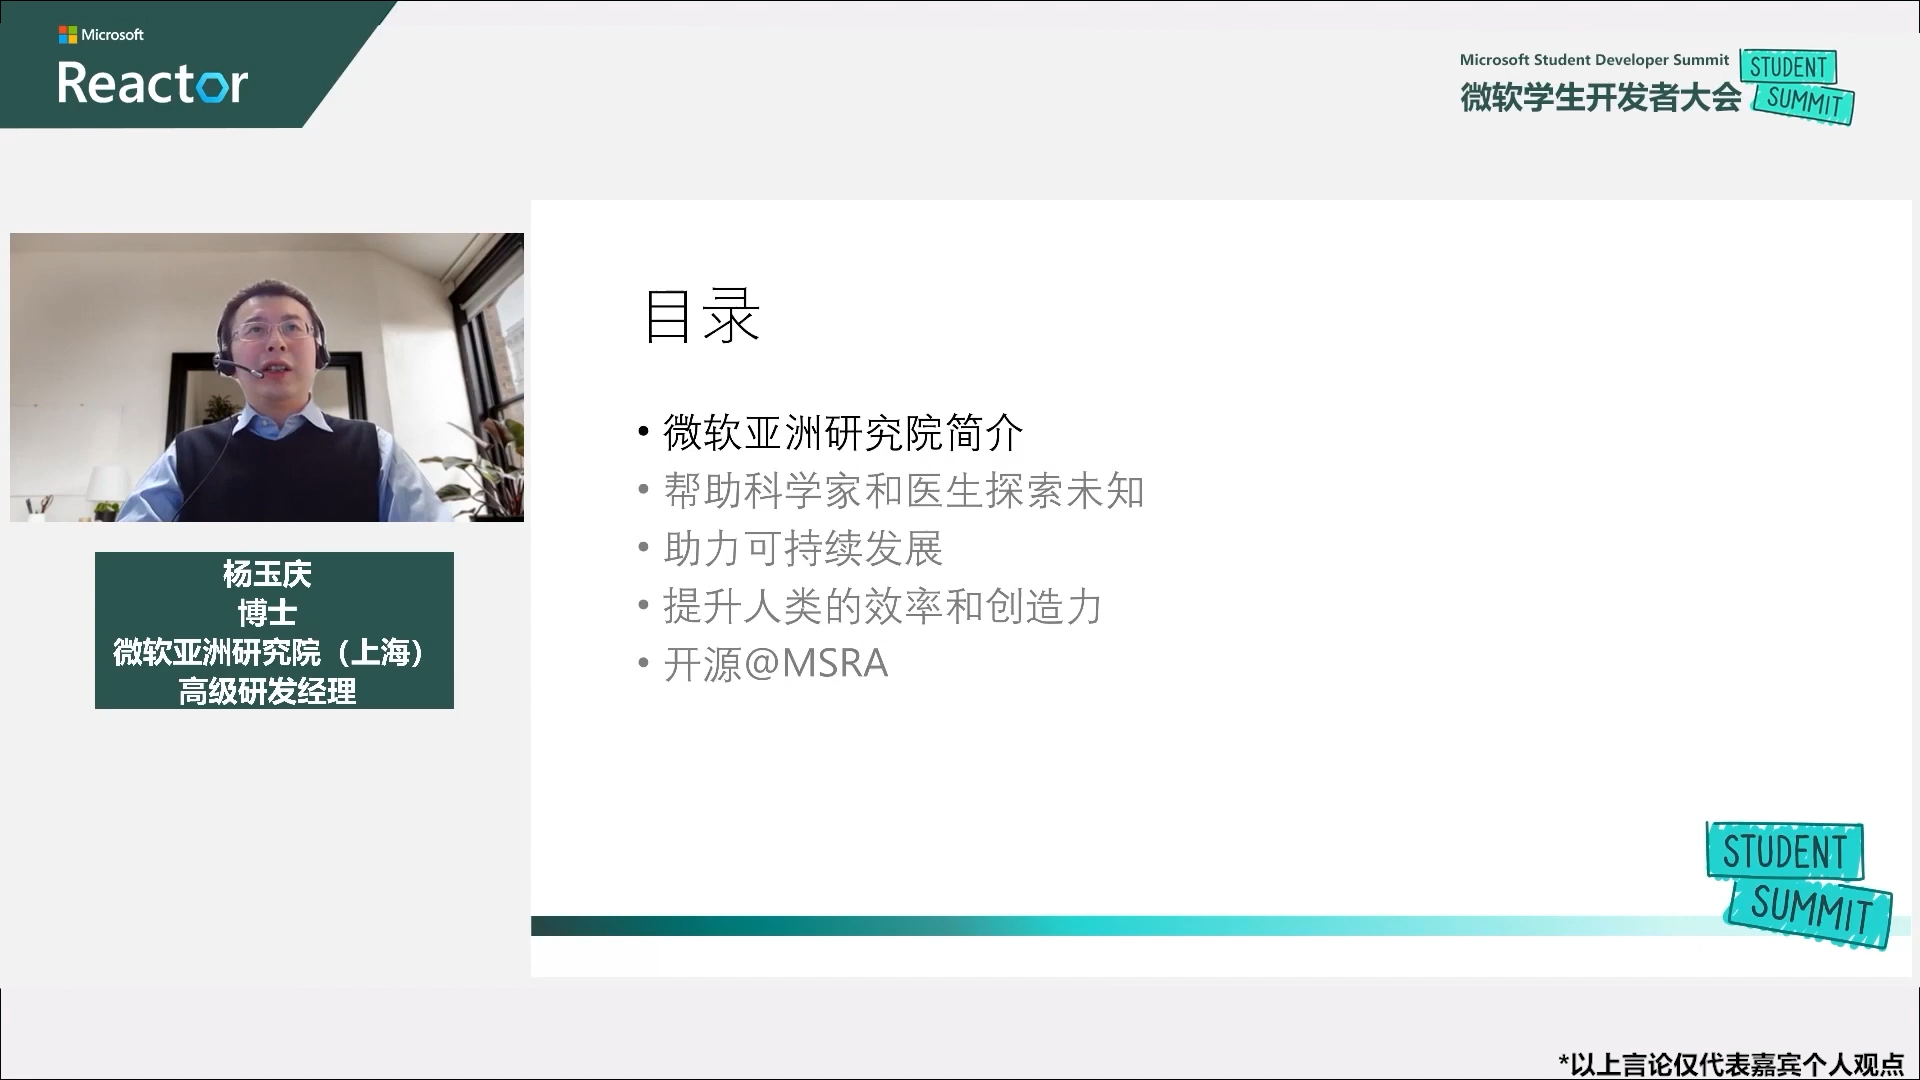 Microsoft
Reactor
Microsoft Student Developer Summit
微软学生开发者大会
STUDENT
SUMMIT
杨玉庆
博士
微软亚洲研究院（上海）
高级研发经理
目录
• 微软亚洲研究院简介
• 帮助科学家和医生探索未知
• 助力可持续发展
• 提升人类的效率和创造力
• 开源@MSRA
STUDENT
SUMMIT
*以上言论仅代表嘉宾个人观点